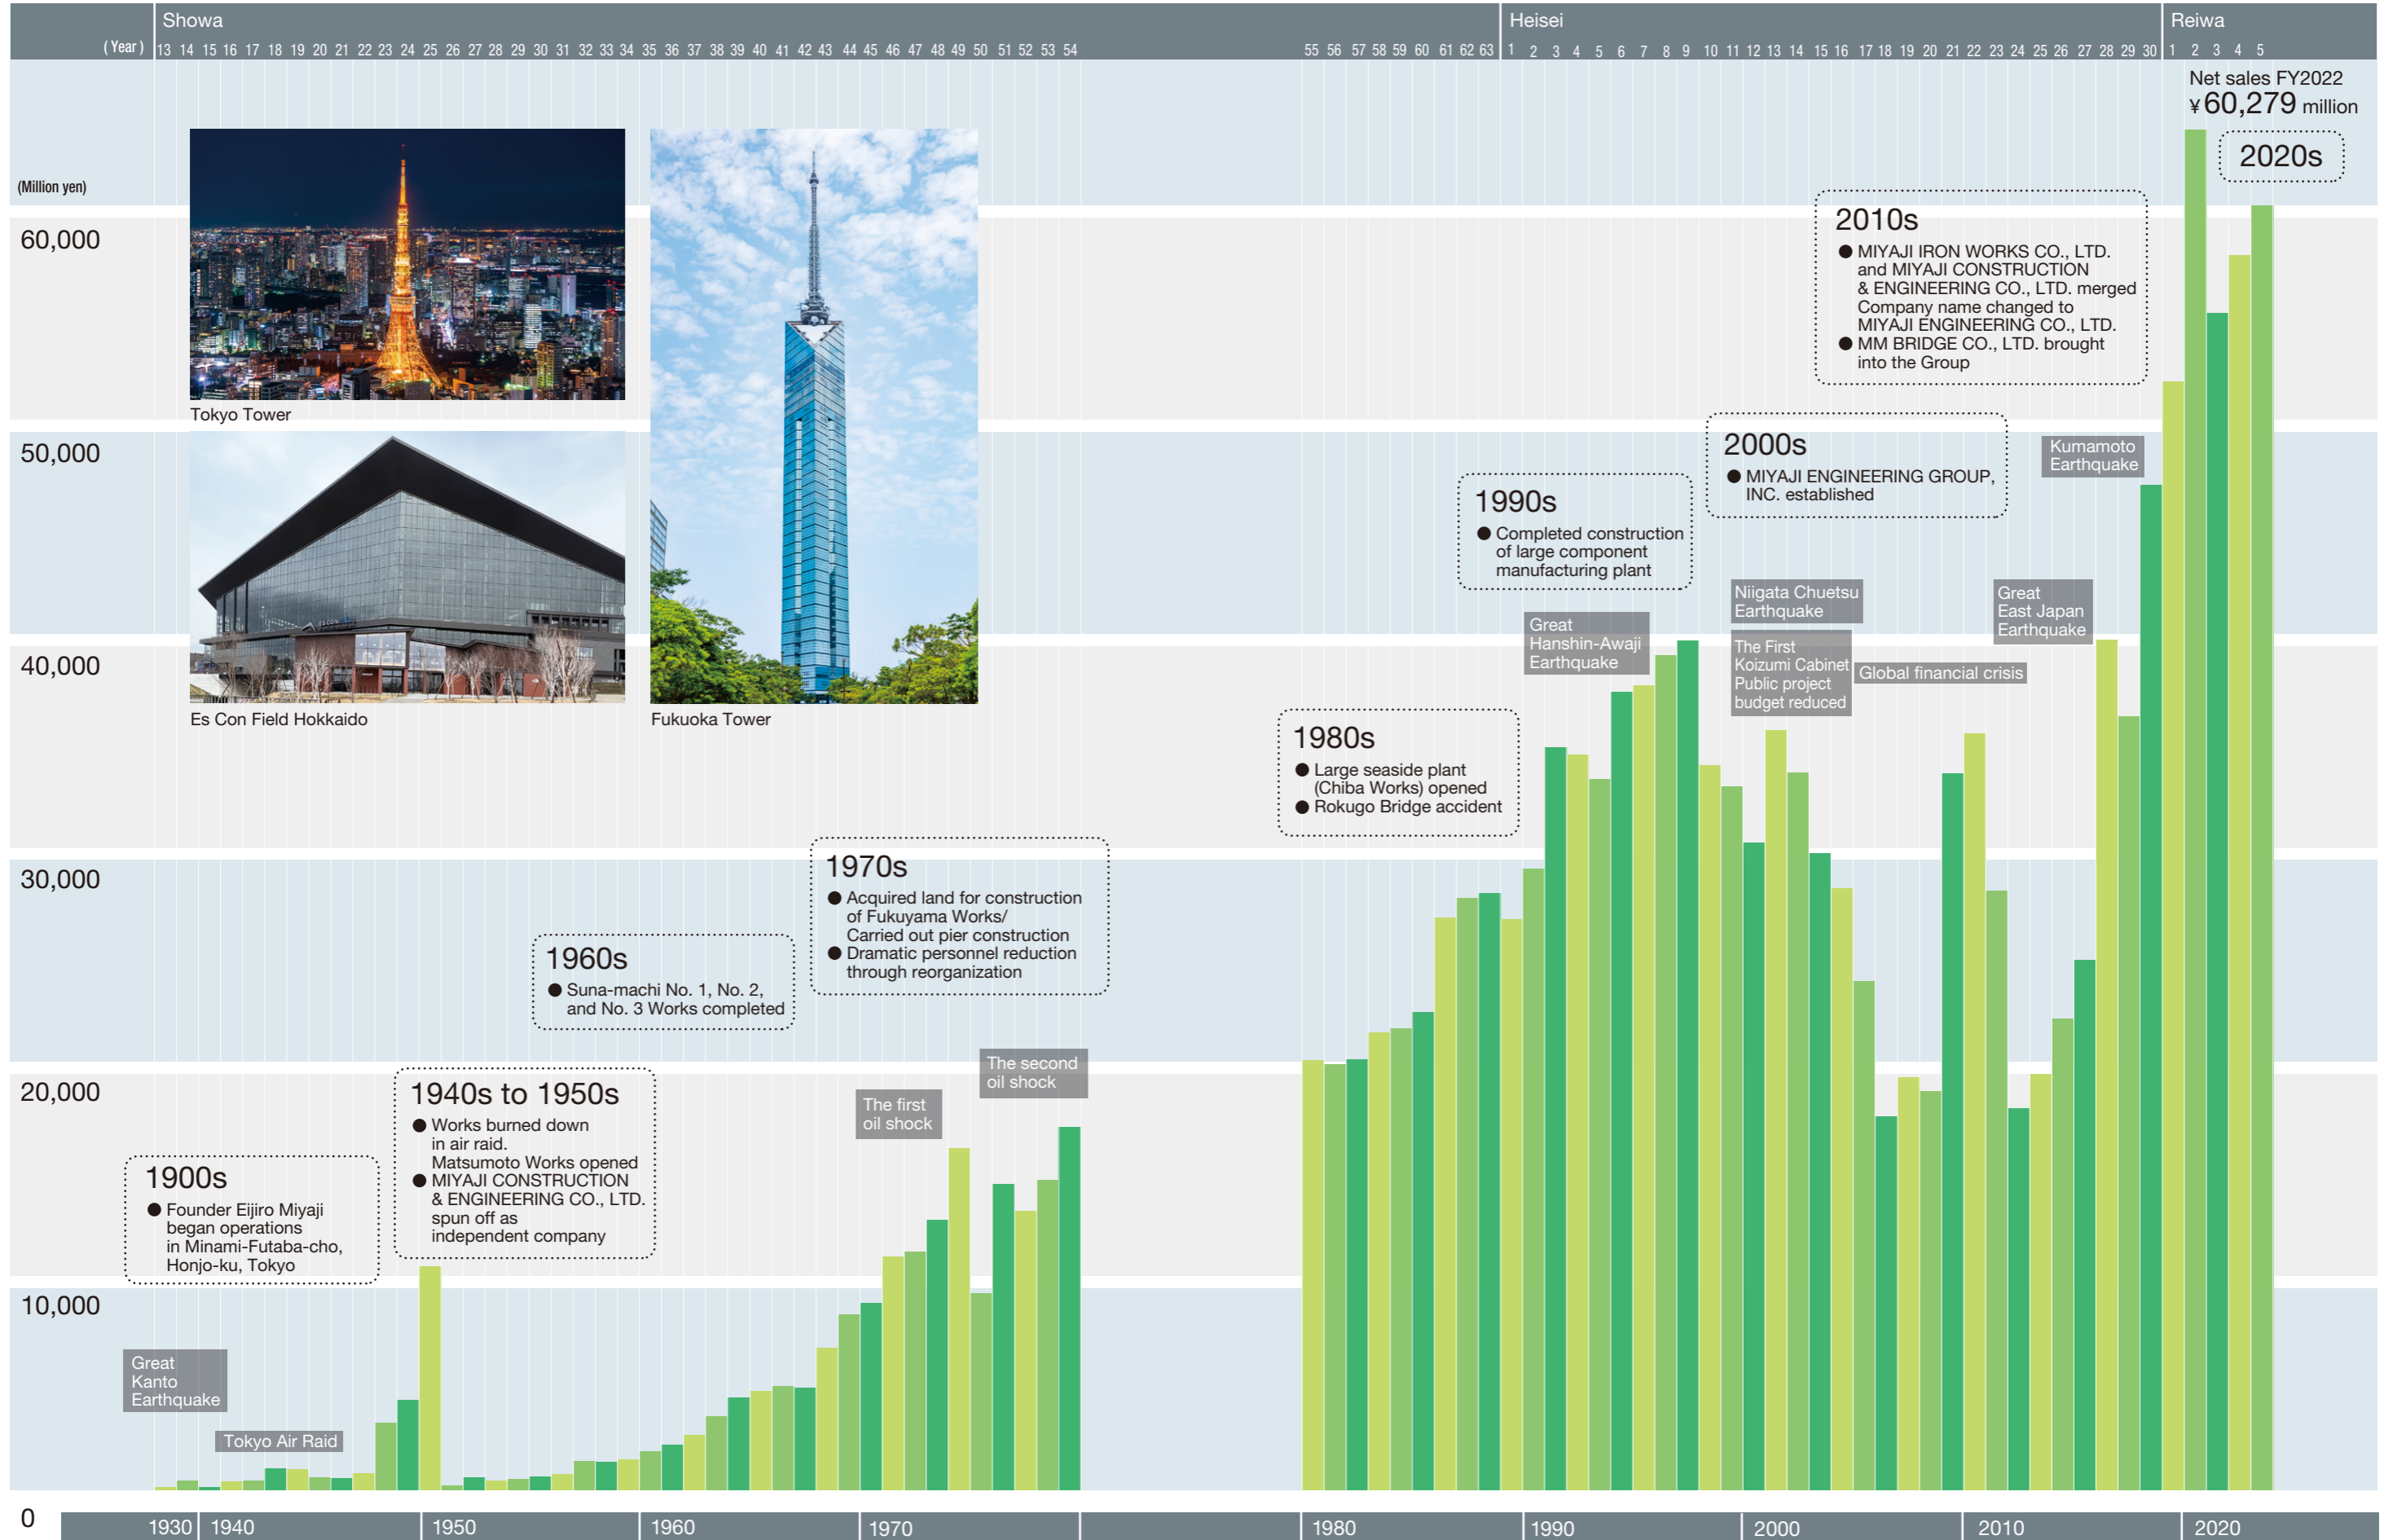 Showa
Heisei
Reiwa
( Year )
13 14 15 16 17 18 19 20 21 22 23 24 25 26 27 28 29 30 31 32 33 34 35 36 37 38 39 40 41 42 43 44 45 46 47 48 49 50 51 52 53 54
55 56 57 58 59 60 61 62 63
1 2 3 4 5 6 7 8 9 10 11 12 13 14 15 16 17 18 19 20 21 22 23 24 25 26 27 28 29 30
1 2 3 4 5
Net sales FY2022
¥60,279 million
2020s
(Million yen)
60,000
50,000
40,000
30,000
20,000
10,000
0
Tokyo Tower
Es Con Field Hokkaido
Fukuoka Tower
1900s
● Founder Eijiro Miyaji
began operations
in Minami-Futaba-cho,
Honjo-ku, Tokyo
Great
Kanto
Earthquake
Tokyo Air Raid
1940s to 1950s
● Works burned down
in air raid.
Matsumoto Works opened
● MIYAJI CONSTRUCTION
& ENGINEERING CO., LTD.
spun off as
independent company
1960s
● Suna-machi No. 1, No. 2,
and No. 3 Works completed
1970s
● Acquired land for construction
of Fukuyama Works/
Carried out pier construction
● Dramatic personnel reduction
through reorganization
The first
oil shock
The second
oil shock
1980s
● Large seaside plant
(Chiba Works) opened
● Rokugo Bridge accident
1990s
● Completed construction
of large component
manufacturing plant
Great
Hanshin-Awaji
Earthquake
2000s
● MIYAJI ENGINEERING GROUP,
INC. established
Niigata Chuetsu
Earthquake
The First
Koizumi Cabinet
Public project
budget reduced
Global financial crisis
2010s
● MIYAJI IRON WORKS CO., LTD.
and MIYAJI CONSTRUCTION
& ENGINEERING CO., LTD. merged
Company name changed to
MIYAJI ENGINEERING CO., LTD.
● MM BRIDGE CO., LTD. brought
into the Group
Great
East Japan
Earthquake
Kumamoto
Earthquake
1930 1940 1950 1960 1970 1980 1990 2000 2010 2020